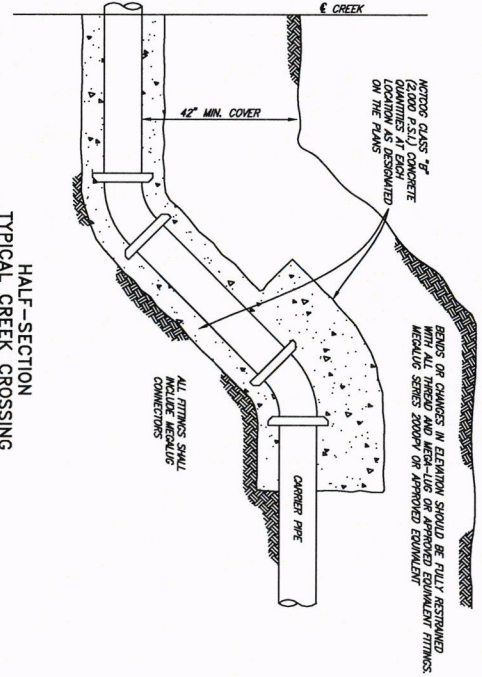 ℄ CREEK
NCTCOG CLASS "B"
(2,000 P.S.I.) CONCRETE
QUANTITIES AT EACH
LOCATION AS DESIGNATED
ON THE PLANS
42" MIN. COVER
BENDS OR CHANGES IN ELEVATION SHOULD BE FULLY RESTRAINED
WITH ALL THREAD AND MEGA-LUG OR APPROVED EQUIVALENT FITTINGS.
MEGALUG SERIES 2000PV OR APPROVED EQUIVALENT
ALL FITTINGS SHALL
INCLUDE MEGALUG
CONNECTORS
CARRIER PIPE
HALF-SECTION
TYPICAL CREEK CROSSING